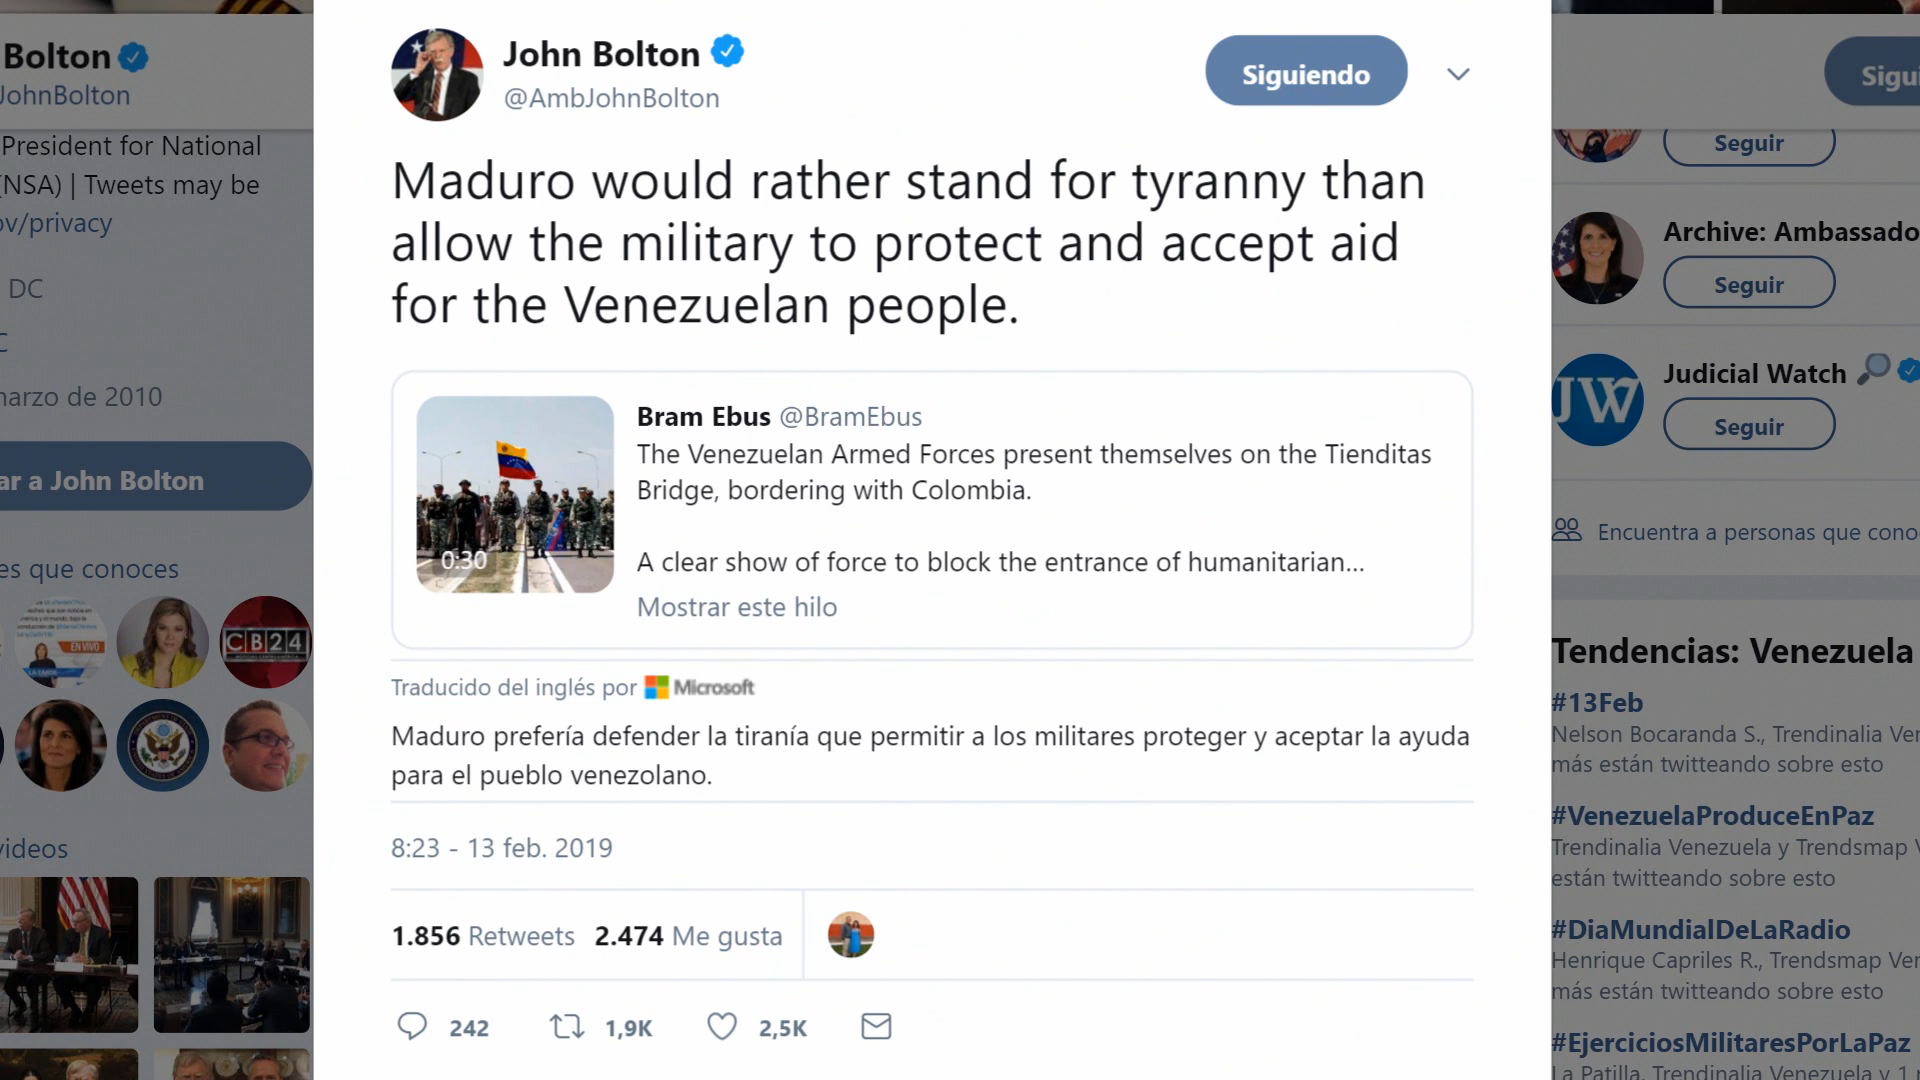 Bolton
JohnBolton
President for National
(NSA) | Tweets may be
ov/privacy
DC
C
marzo de 2010
ar a John Bolton
es que conoces
EN VIVO
CB24
videos
John Bolton
@AmbJohnBolton
Siguiendo
Maduro would rather stand for tyranny than
allow the military to protect and accept aid
for the Venezuelan people.
Bram Ebus @BramEbus
The Venezuelan Armed Forces present themselves on the Tienditas
Bridge, bordering with Colombia.
A clear show of force to block the entrance of humanitarian...
Mostrar este hilo
0:30
Traducido del inglés por Microsoft
Maduro prefería defender la tiranía que permitir a los militares proteger y aceptar la ayuda
para el pueblo venezolano.
8:23 - 13 feb. 2019
1.856 Retweets 2.474 Me gusta
242 1,9K 2,5K
Sigui
Seguir
Archive: Ambassado
Seguir
JW
Judicial Watch
Seguir
Encuentra a personas que cono
Tendencias: Venezuela
#13Feb
Nelson Bocaranda S., Trendinalia Ven
más están twitteando sobre esto
#VenezuelaProduceEnPaz
Trendinalia Venezuela y Trendsmap V
están twitteando sobre esto
#DiaMundialDeLaRadio
Henrique Capriles R., Trendsmap Ven
más están twitteando sobre esto
#EjerciciosMilitaresPorLaPaz
La Patilla, Trendinalia Venezuela y 1